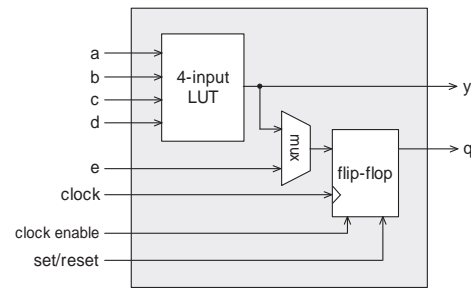 a
b
c
d
4-input
LUT
y
mux
e
flip-flop
q
clock
clock enable
set/reset